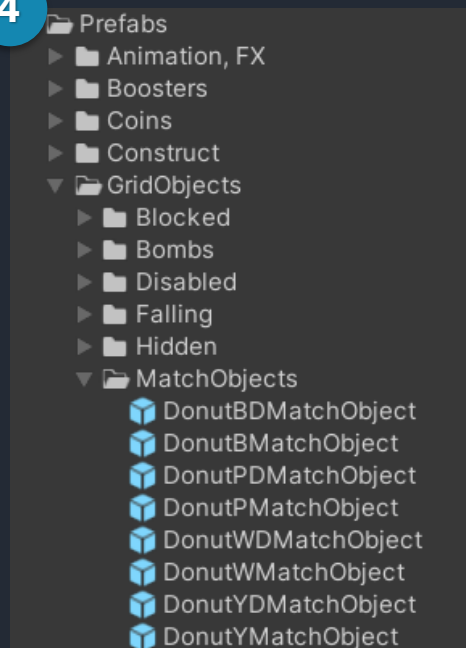 4
Prefabs
Animation, FX
Boosters
Coins
Construct
GridObjects
Blocked
Bombs
Disabled
Falling
Hidden
MatchObjects
DonutBDMatchObject
DonutBMatchObject
DonutPDMatchObject
DonutPMatchObject
DonutWDMatchObject
DonutWMatchObject
DonutYDMatchObject
DonutYMatchObject